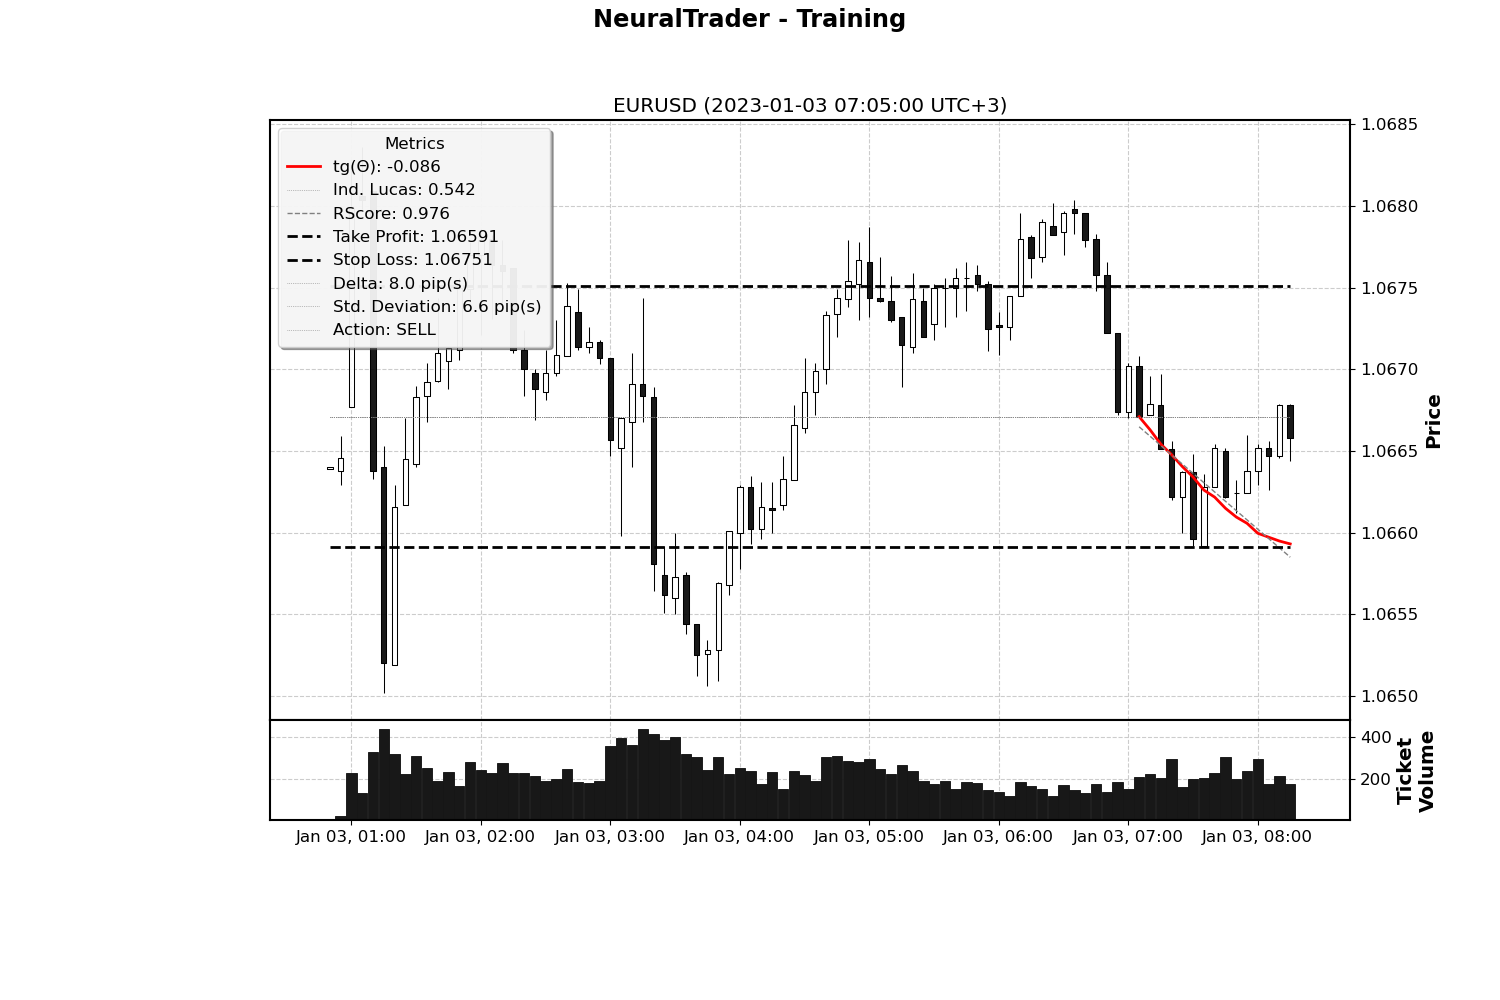 NeuralTrader - Training
EURUSD (2023-01-03 07:05:00 UTC+3)
Metrics
tg(Θ): -0.086
Ind. Lucas: 0.542
RScore: 0.976
Take Profit: 1.06591
Stop Loss: 1.06751
Delta: 8.0 pip(s)
Std. Deviation: 6.6 pip(s)
Action: SELL
1.0685
1.0680
1.0675
1.0670
1.0665
1.0660
1.0655
1.0650
Price
400
200
Ticket
Volume
Jan 03, 01:00
Jan 03, 02:00
Jan 03, 03:00
Jan 03, 04:00
Jan 03, 05:00
Jan 03, 06:00
Jan 03, 07:00
Jan 03, 08:00